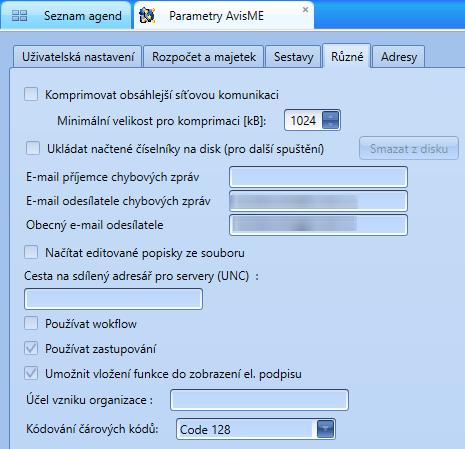 Seznam agend
Parametry AvisME
Uživatelská nastavení
Rozpočet a majetek
Sestavy
Různé
Adresy
Komprimovat obsáhlejší síťovou komunikaci
Minimální velikost pro komprimaci [kB]: 1024
Ukládat načtené číselníky na disk (pro další spuštění) Smazat z disku
E-mail příjemce chybových zpráv
E-mail odesílatele chybových zpráv
Obecný e-mail odesílatele
Načítat editované popisky ze souboru
Cesta na sdílený adresář pro servery (UNC) :
Používat wokflow
Používat zastupování
Umožnit vložení funkce do zobrazení el. podpisu
Účel vzniku organizace :
Kódování čárových kódů: Code 128